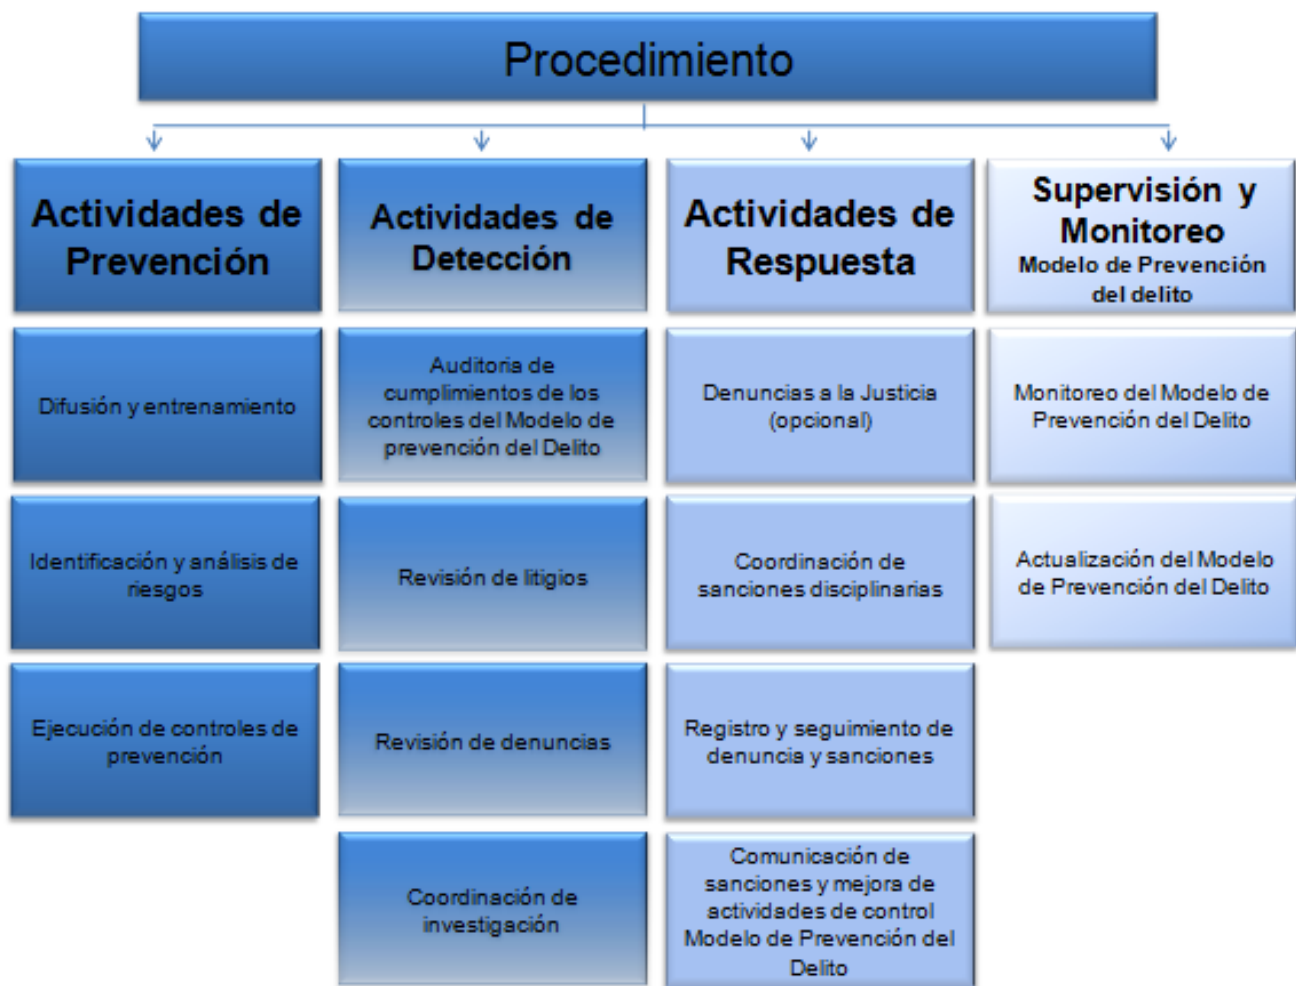 Procedimiento
Actividades de
Prevención
Difusión y entrenamiento
Identificación y análisis de
riesgos
Ejecución de controles de
prevención
Actividades de
Detección
Auditoria de
cumplimientos de los
controles del Modelo de
prevención del Delito
Revisión de litigios
Revisión de denuncias
Coordinación de
investigación
Actividades de
Respuesta
Denuncias a la Justicia
(opcional)
Coordinación de
sanciones disciplinarias
Registro y seguimiento de
denuncia y sanciones
Comunicación de
sanciones y mejora de
actividades de control
Modelo de Prevención del
Delito
Supervisión y
Monitoreo
Modelo de Prevención
del delito
Monitoreo del Modelo de
Prevención del Delito
Actualización del Modelo
de Prevención del Delito